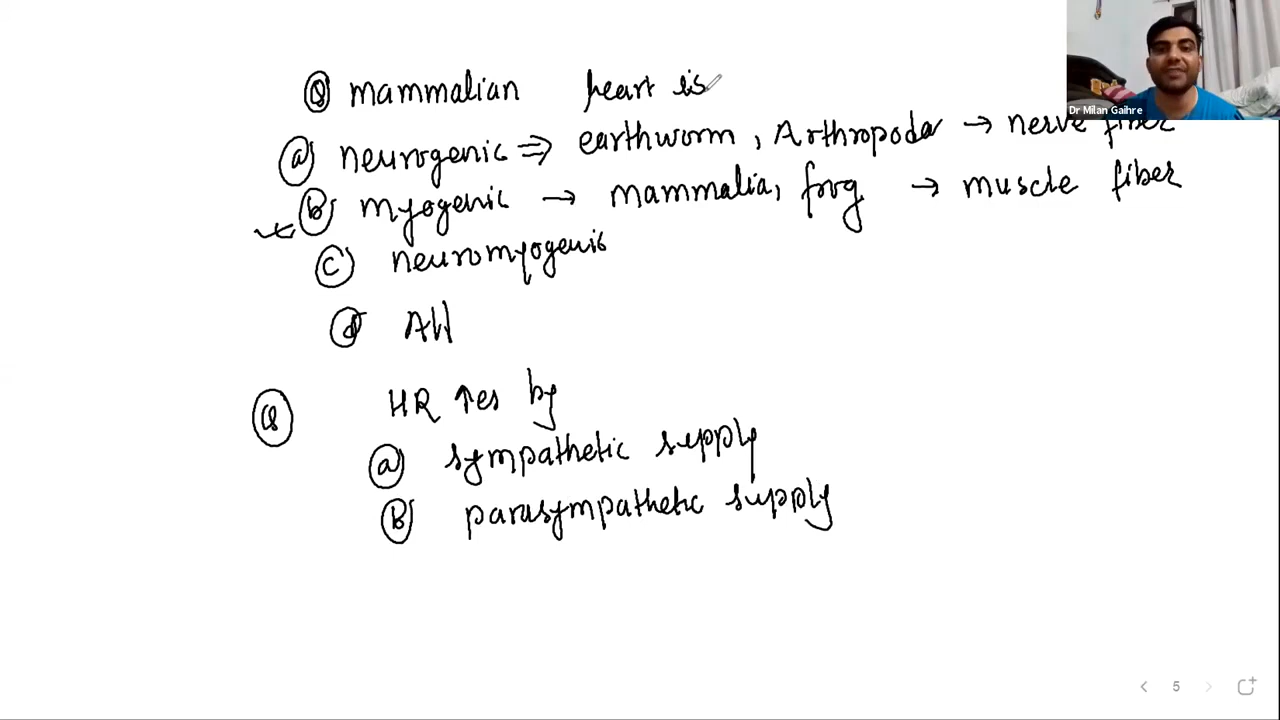 Q mammalian heart is
a neurogenic ⇒ earthworm, Arthropoda → nerve fiber
b myogenic → mammalia, frog → muscle fiber
c neuromyogenic
d All
Q HR ↑es by
a sympathetic supply
b parasympathetic supply
Dr Milan Gaihre
5